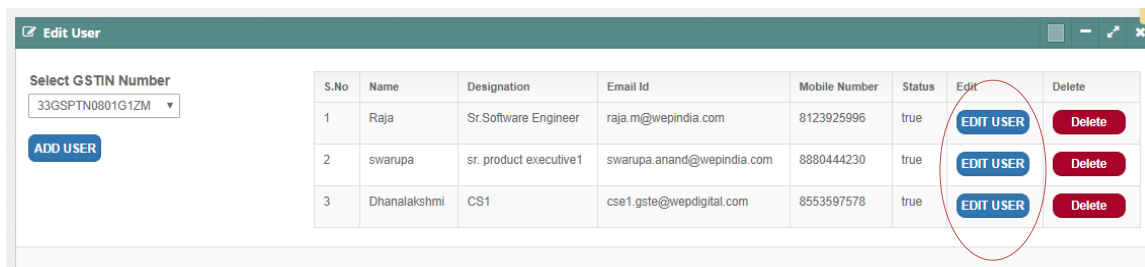 Edit User
Select GSTIN Number
33GSPTN0801G1ZM
ADD USER
S.No Name Designation Email Id Mobile Number Status Edit Delete
1 Raja Sr.Software Engineer raja.m@wepindia.com 8123925996 true EDIT USER Delete
2 swarupa sr. product executive1 swarupa.anand@wepindia.com 8880444230 true EDIT USER Delete
3 Dhanalakshmi CS1 cse1.gste@wepdigital.com 8553597578 true EDIT USER Delete